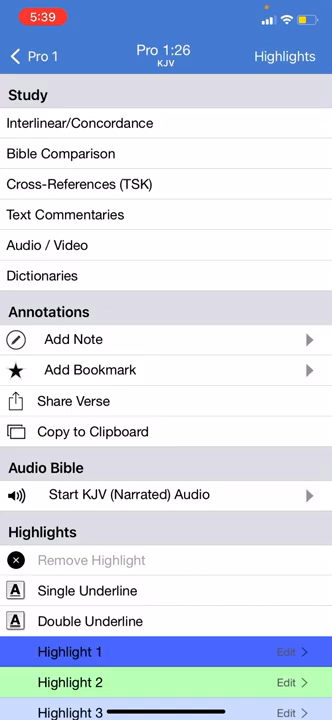 5:39
Pro 1
Pro 1:26
KJV
Highlights
Study
Interlinear/Concordance
Bible Comparison
Cross-References (TSK)
Text Commentaries
Audio / Video
Dictionaries
Annotations
Add Note
Add Bookmark
Share Verse
Copy to Clipboard
Audio Bible
Start KJV (Narrated) Audio
Highlights
Remove Highlight
A Single Underline
A Double Underline
Highlight 1 Edit
Highlight 2 Edit
Highlight 3 Edit